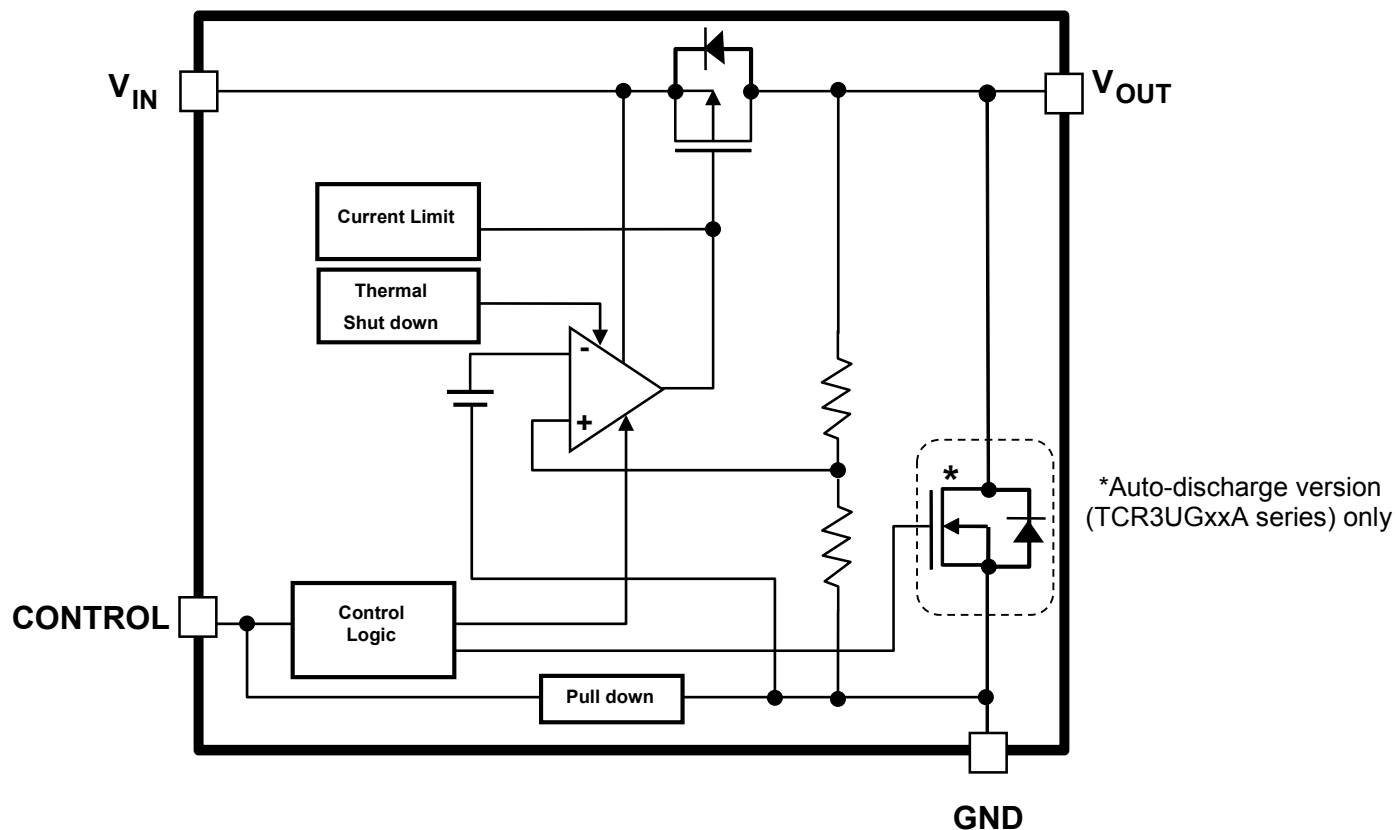 V_IN
V_OUT
Current Limit
Thermal
Shut down
-
+
*
*Auto-discharge version
(TCR3UGxxA series) only
CONTROL
Control
Logic
Pull down
GND